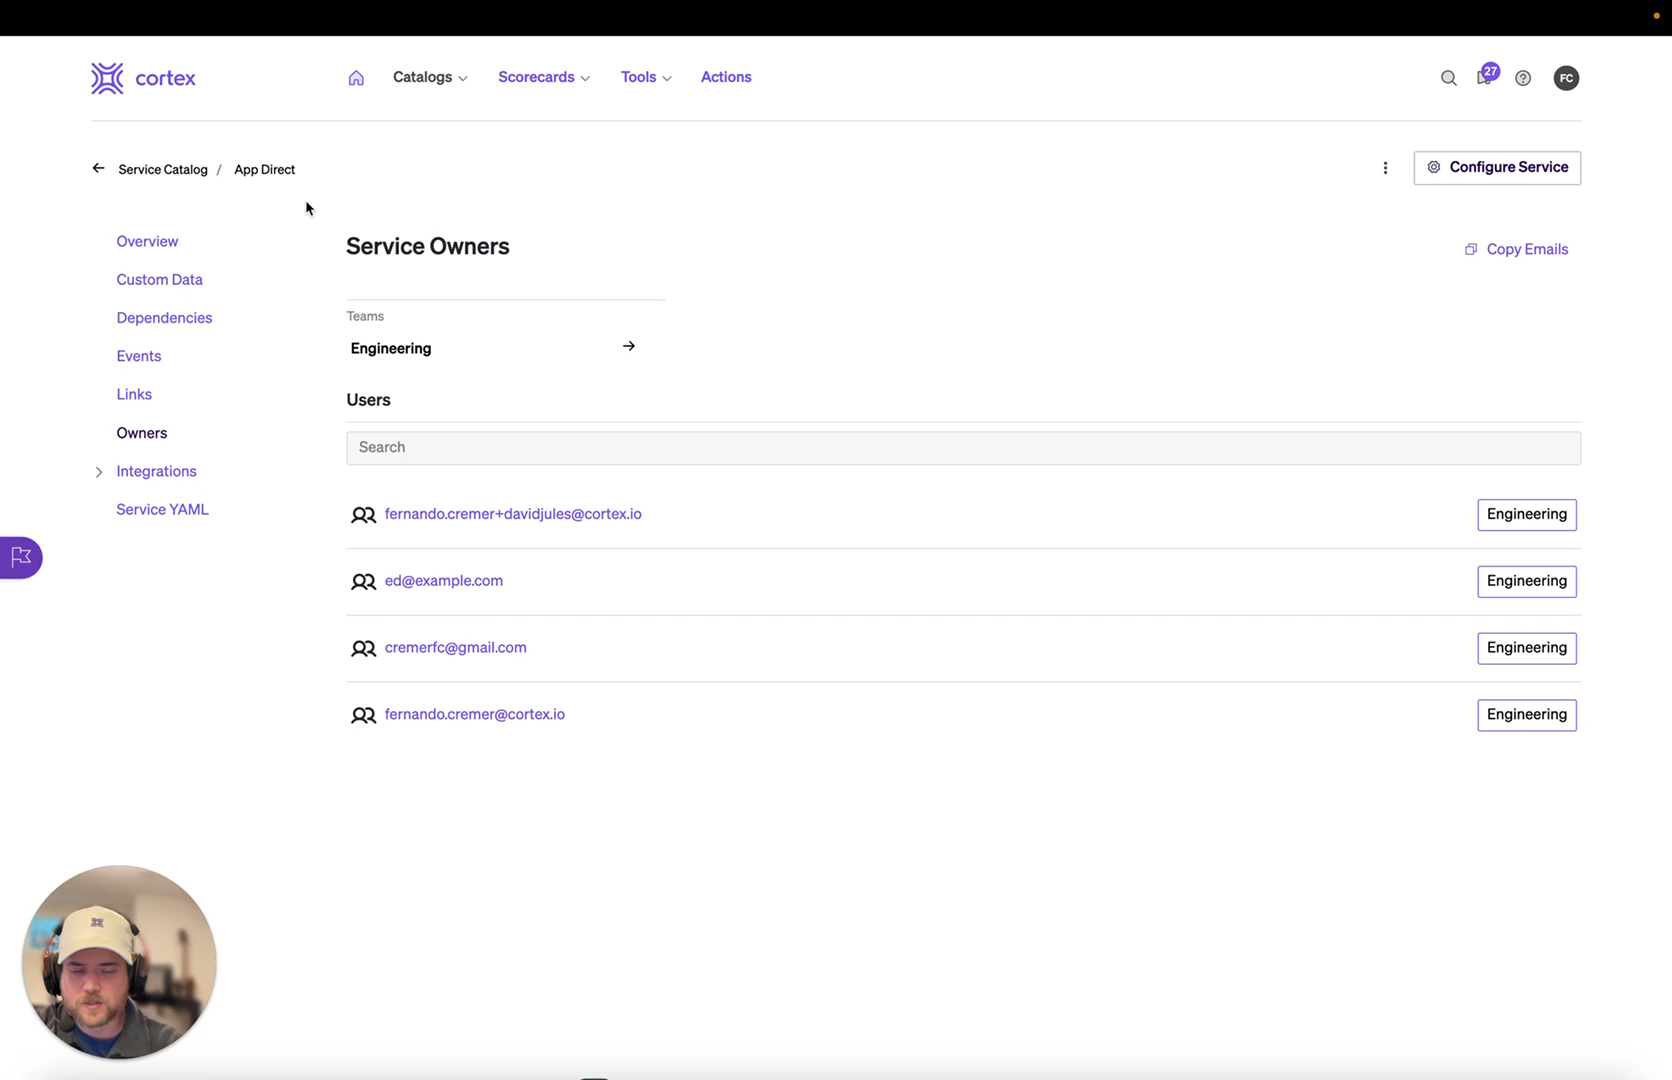 cortex
Catalogs
Scorecards
Tools
Actions
27
FC
Service Catalog / App Direct
Configure Service
Overview
Custom Data
Dependencies
Events
Links
Owners
Integrations
Service YAML
Service Owners
Copy Emails
Teams
Engineering
Users
Search
fernando.cremer+davidjules@cortex.io
Engineering
ed@example.com
Engineering
cremerfc@gmail.com
Engineering
fernando.cremer@cortex.io
Engineering